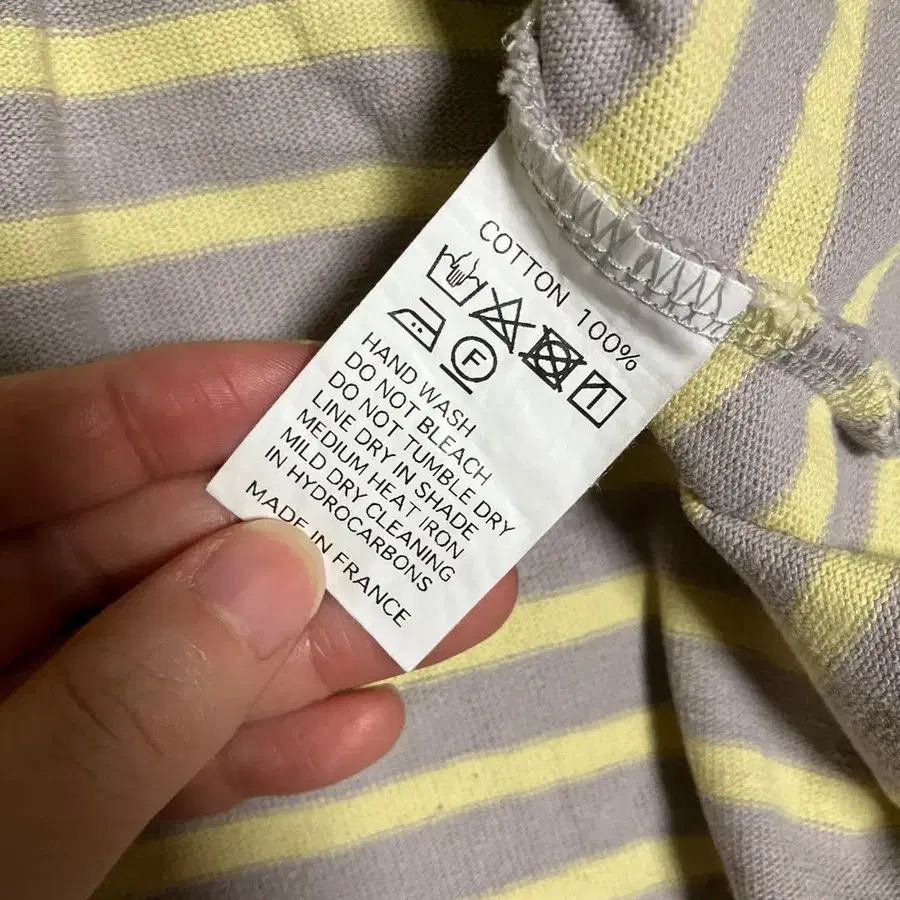 COTTON 100%
F
HAND WASH
DO NOT BLEACH
DO NOT TUMBLE DRY
LINE DRY IN SHADE
MEDIUM HEAT IRON
MILD DRY CLEANING
IN HYDROCARBONS
MADE IN FRANCE